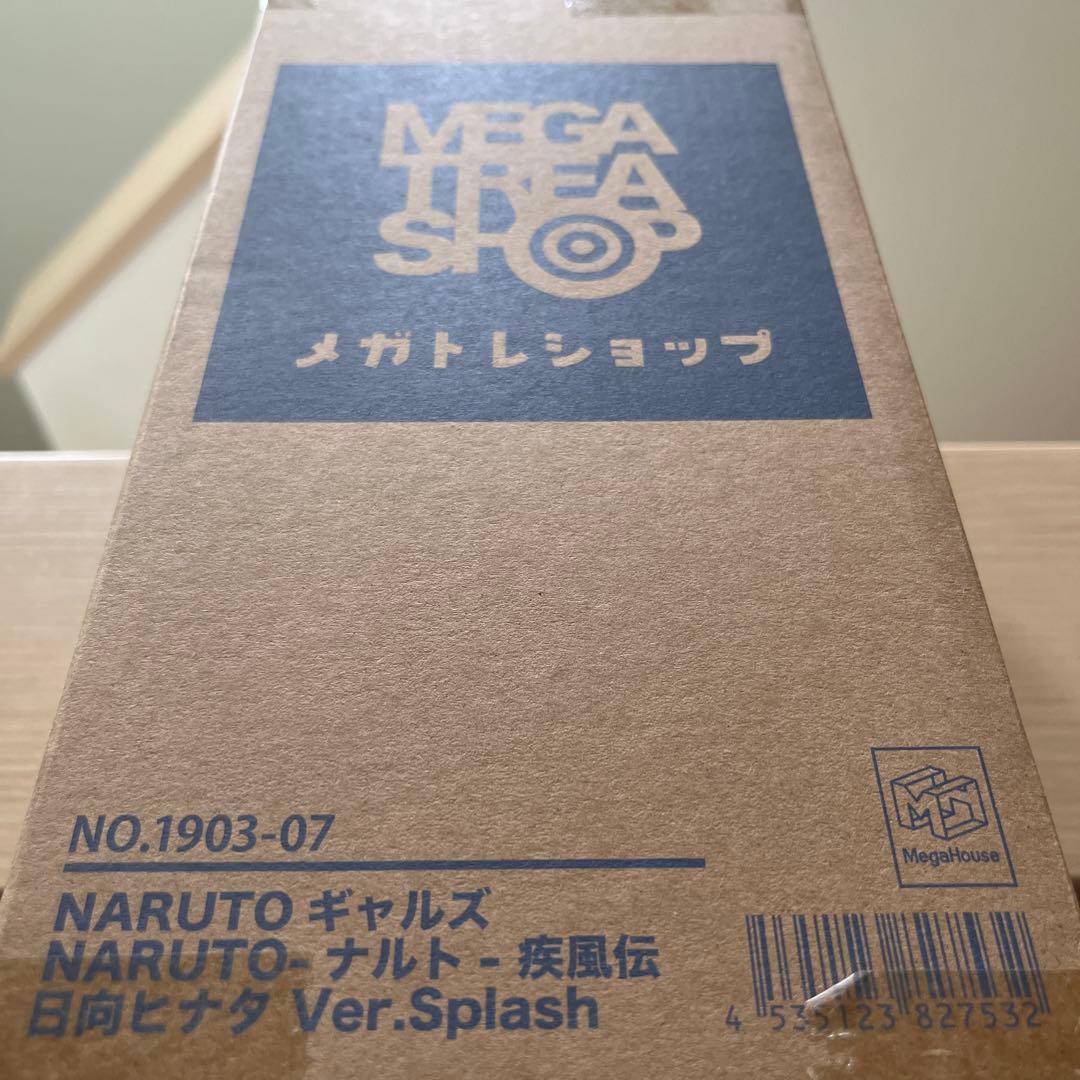 MEGA
TREA
SHOP
メガトレショップ
NO.1903-07
MegaHouse
NARUTO ギャルズ
NARUTO- ナルト - 疾風伝
日向ヒナタ Ver.Splash
4 535123 827532